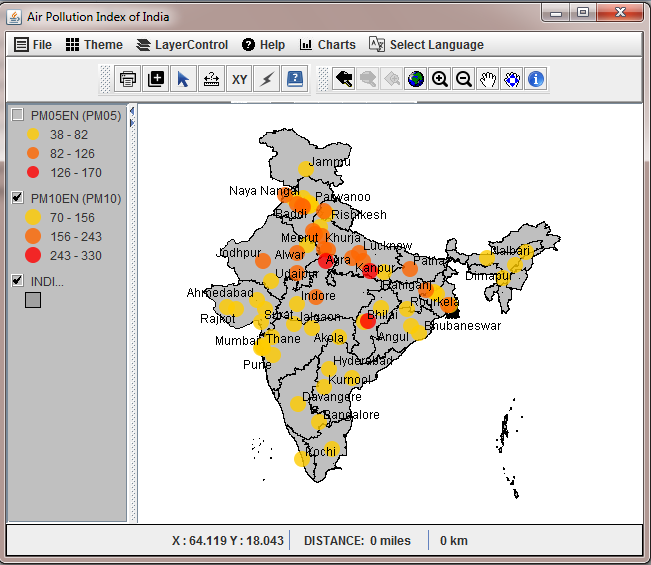 Air Pollution Index of India
File Theme LayerControl Help Charts Select Language
XY
PM05EN (PM05)
38 - 82
82 - 126
126 - 170
PM10EN (PM10)
70 - 156
156 - 243
243 - 330
INDI...
Jammu
Naya Nangal
Parwanoo
Baddi
Rishikesh
Meerut
Khurja
Lucknow
Jodhpur
Alwar
Agra
Kanpur
Patna
Nalbari
Dimapur
Udaipur
Raniganj
Ahmedabad
Indore
Rourkela
Rajkot
Surat
Jalgaon
Bhilai
Bhubaneswar
Mumbai
Thane
Akola
Angul
Pune
Hyderabad
Kurnool
Davangere
Bangalore
Kochi
X : 64.119 Y : 18.043 DISTANCE: 0 miles 0 km